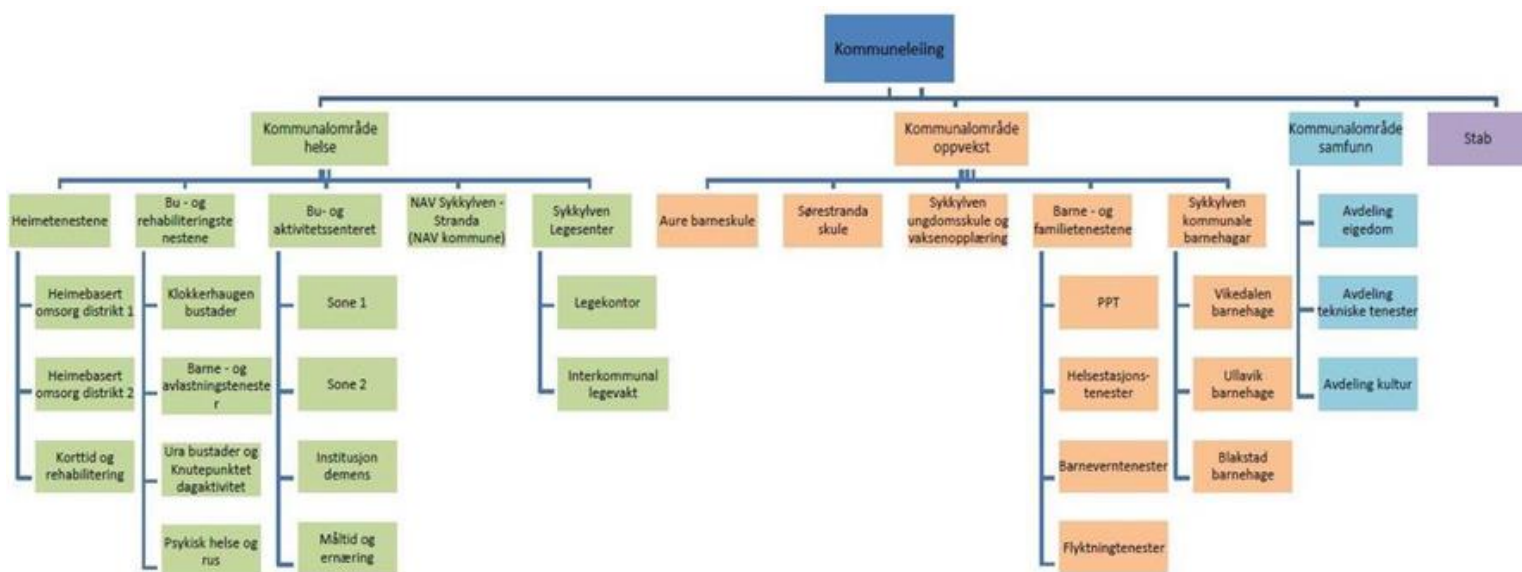 Kommuneleiing
Kommunalområde
helse
Kommunalområde
oppvekst
Kommunalområde
samfunn
Stab
Heimetenestene
Bu - og
rehabiliteringste
nestene
Bu- og
aktivitetssenteret
NAV Sykkylven -
Stranda
(NAV kommune)
Sykkylven
Legesenter
Aure barneskule
Sørestranda
skule
Sykkylven
ungdomsskule og
vaksenopplæring
Barne - og
familietenestene
Sykkylven
kommunale
barnehagar
Avdeling
eigedom
Avdeling
tekniske tenester
Avdeling kultur
Heimebasert
omsorg distrikt 1
Heimebasert
omsorg distrikt 2
Korttid og
rehabilitering
Klokkerhaugen
bustader
Barne - og
avlastningsteneste
r
Ura bustader og
Knutepunktet
dagaktivitet
Psykisk helse og
rus
Sone 1
Sone 2
Institusjon
demens
Måltid og
ernæring
Legekontor
Interkommunal
legevakt
PPT
Helsestasjons-
tenester
Barneverntenester
Flyktningtenester
Vikedalen
barnehage
Ullavik
barnehage
Blakstad
barnehage